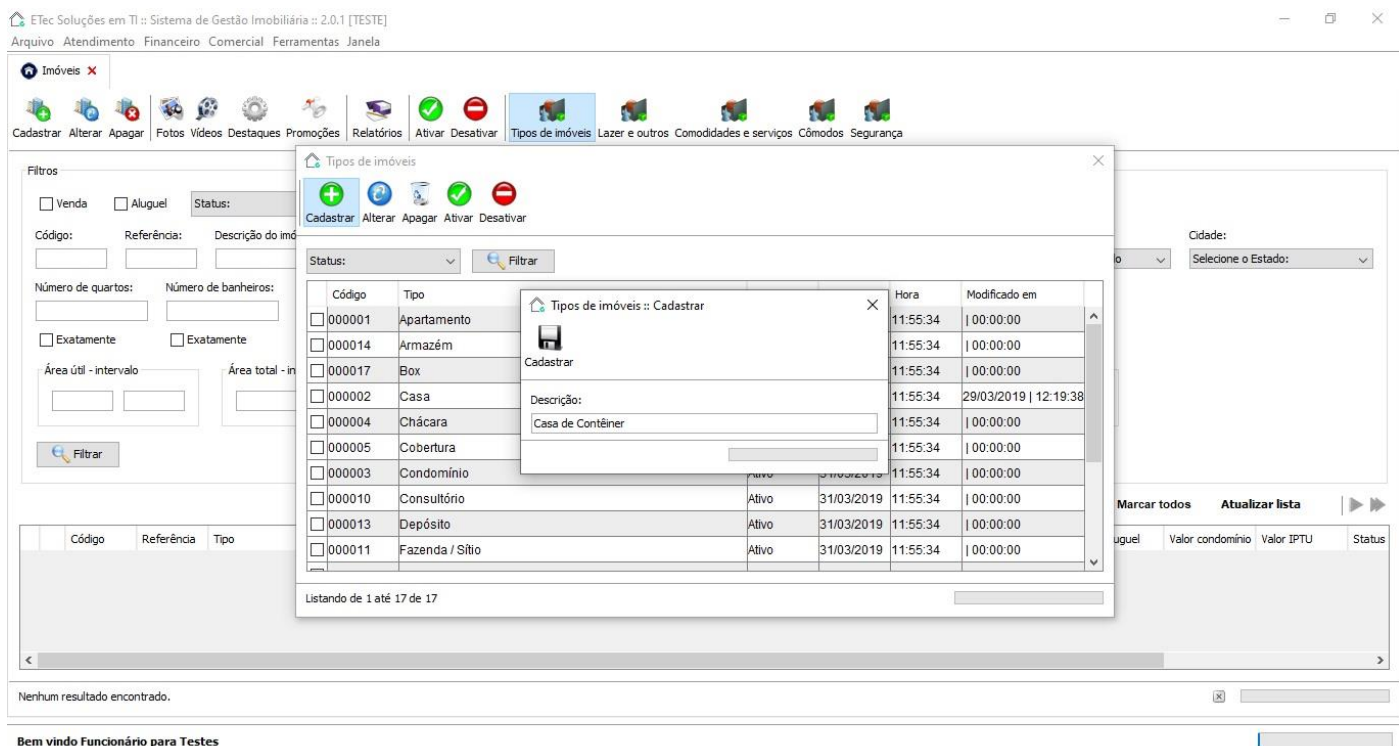 ETec Soluções em TI :: Sistema de Gestão Imobiliária :: 2.0.1 [TESTE]
Arquivo Atendimento Financeiro Comercial Ferramentas Janela
Imóveis
Cadastrar Alterar Apagar Fotos Vídeos Destaques Promoções Relatórios Ativar Desativar Tipos de imóveis Lazer e outros Comodidades e serviços Cômodos Segurança
Filtros
Venda Aluguel Status:
Código: Referência: Descrição do imó
Cidade:
Selecione o Estado:
Número de quartos: Número de banheiros:
Exatamente Exatamente
Área útil - intervalo Área total - in
Filtrar
Tipos de imóveis
Cadastrar Alterar Apagar Ativar Desativar
Status: Filtrar
Código Tipo Hora Modificado em
000001 Apartamento 11:55:34 | 00:00:00
000014 Armazém 11:55:34 | 00:00:00
000017 Box 11:55:34 | 00:00:00
000002 Casa 11:55:34 29/03/2019 | 12:19:38
000004 Chácara 11:55:34 | 00:00:00
000005 Cobertura 11:55:34 | 00:00:00
000003 Condomínio Ativo 31/03/2019 11:55:34 | 00:00:00
000010 Consultório Ativo 31/03/2019 11:55:34 | 00:00:00
000013 Depósito Ativo 31/03/2019 11:55:34 | 00:00:00
000011 Fazenda / Sítio Ativo 31/03/2019 11:55:34 | 00:00:00
Listando de 1 até 17 de 17
Tipos de imóveis :: Cadastrar
Cadastrar
Descrição:
Casa de Contêiner
Marcar todos Atualizar lista
Código Referência Tipo uguel Valor condomínio Valor IPTU Status
Nenhum resultado encontrado.
Bem vindo Funcionário para Testes